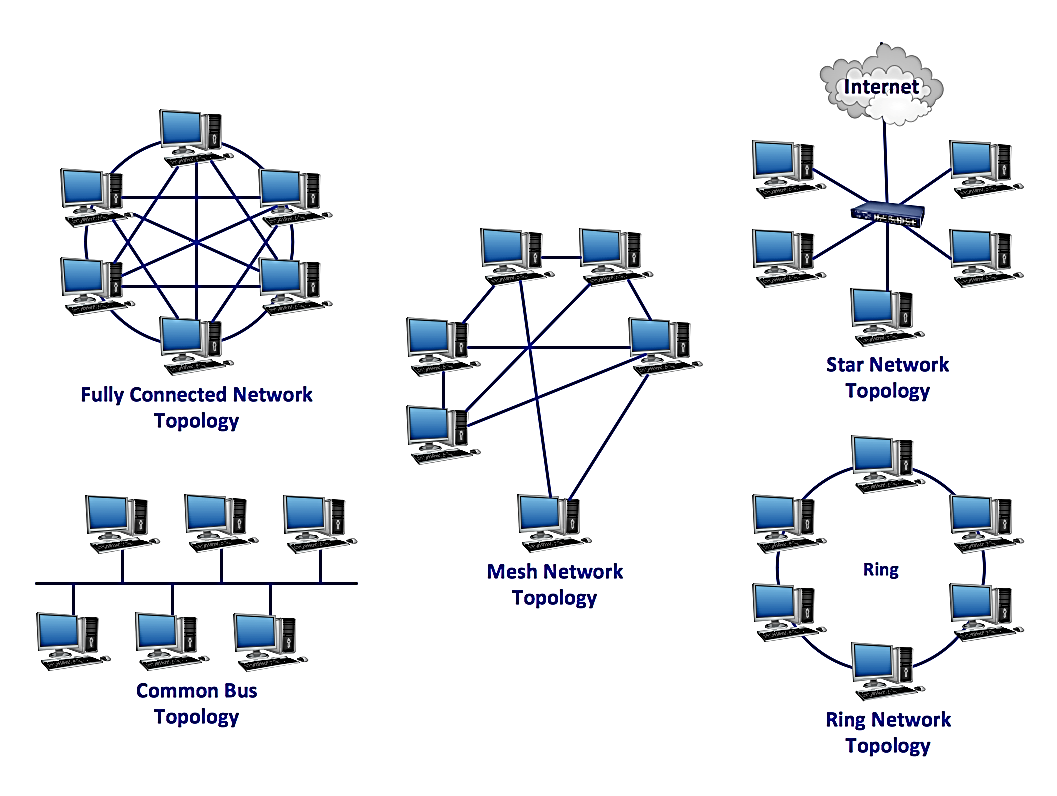 Internet
Fully Connected Network
Topology
Star Network
Topology
Mesh Network
Topology
Ring
Common Bus
Topology
Ring Network
Topology